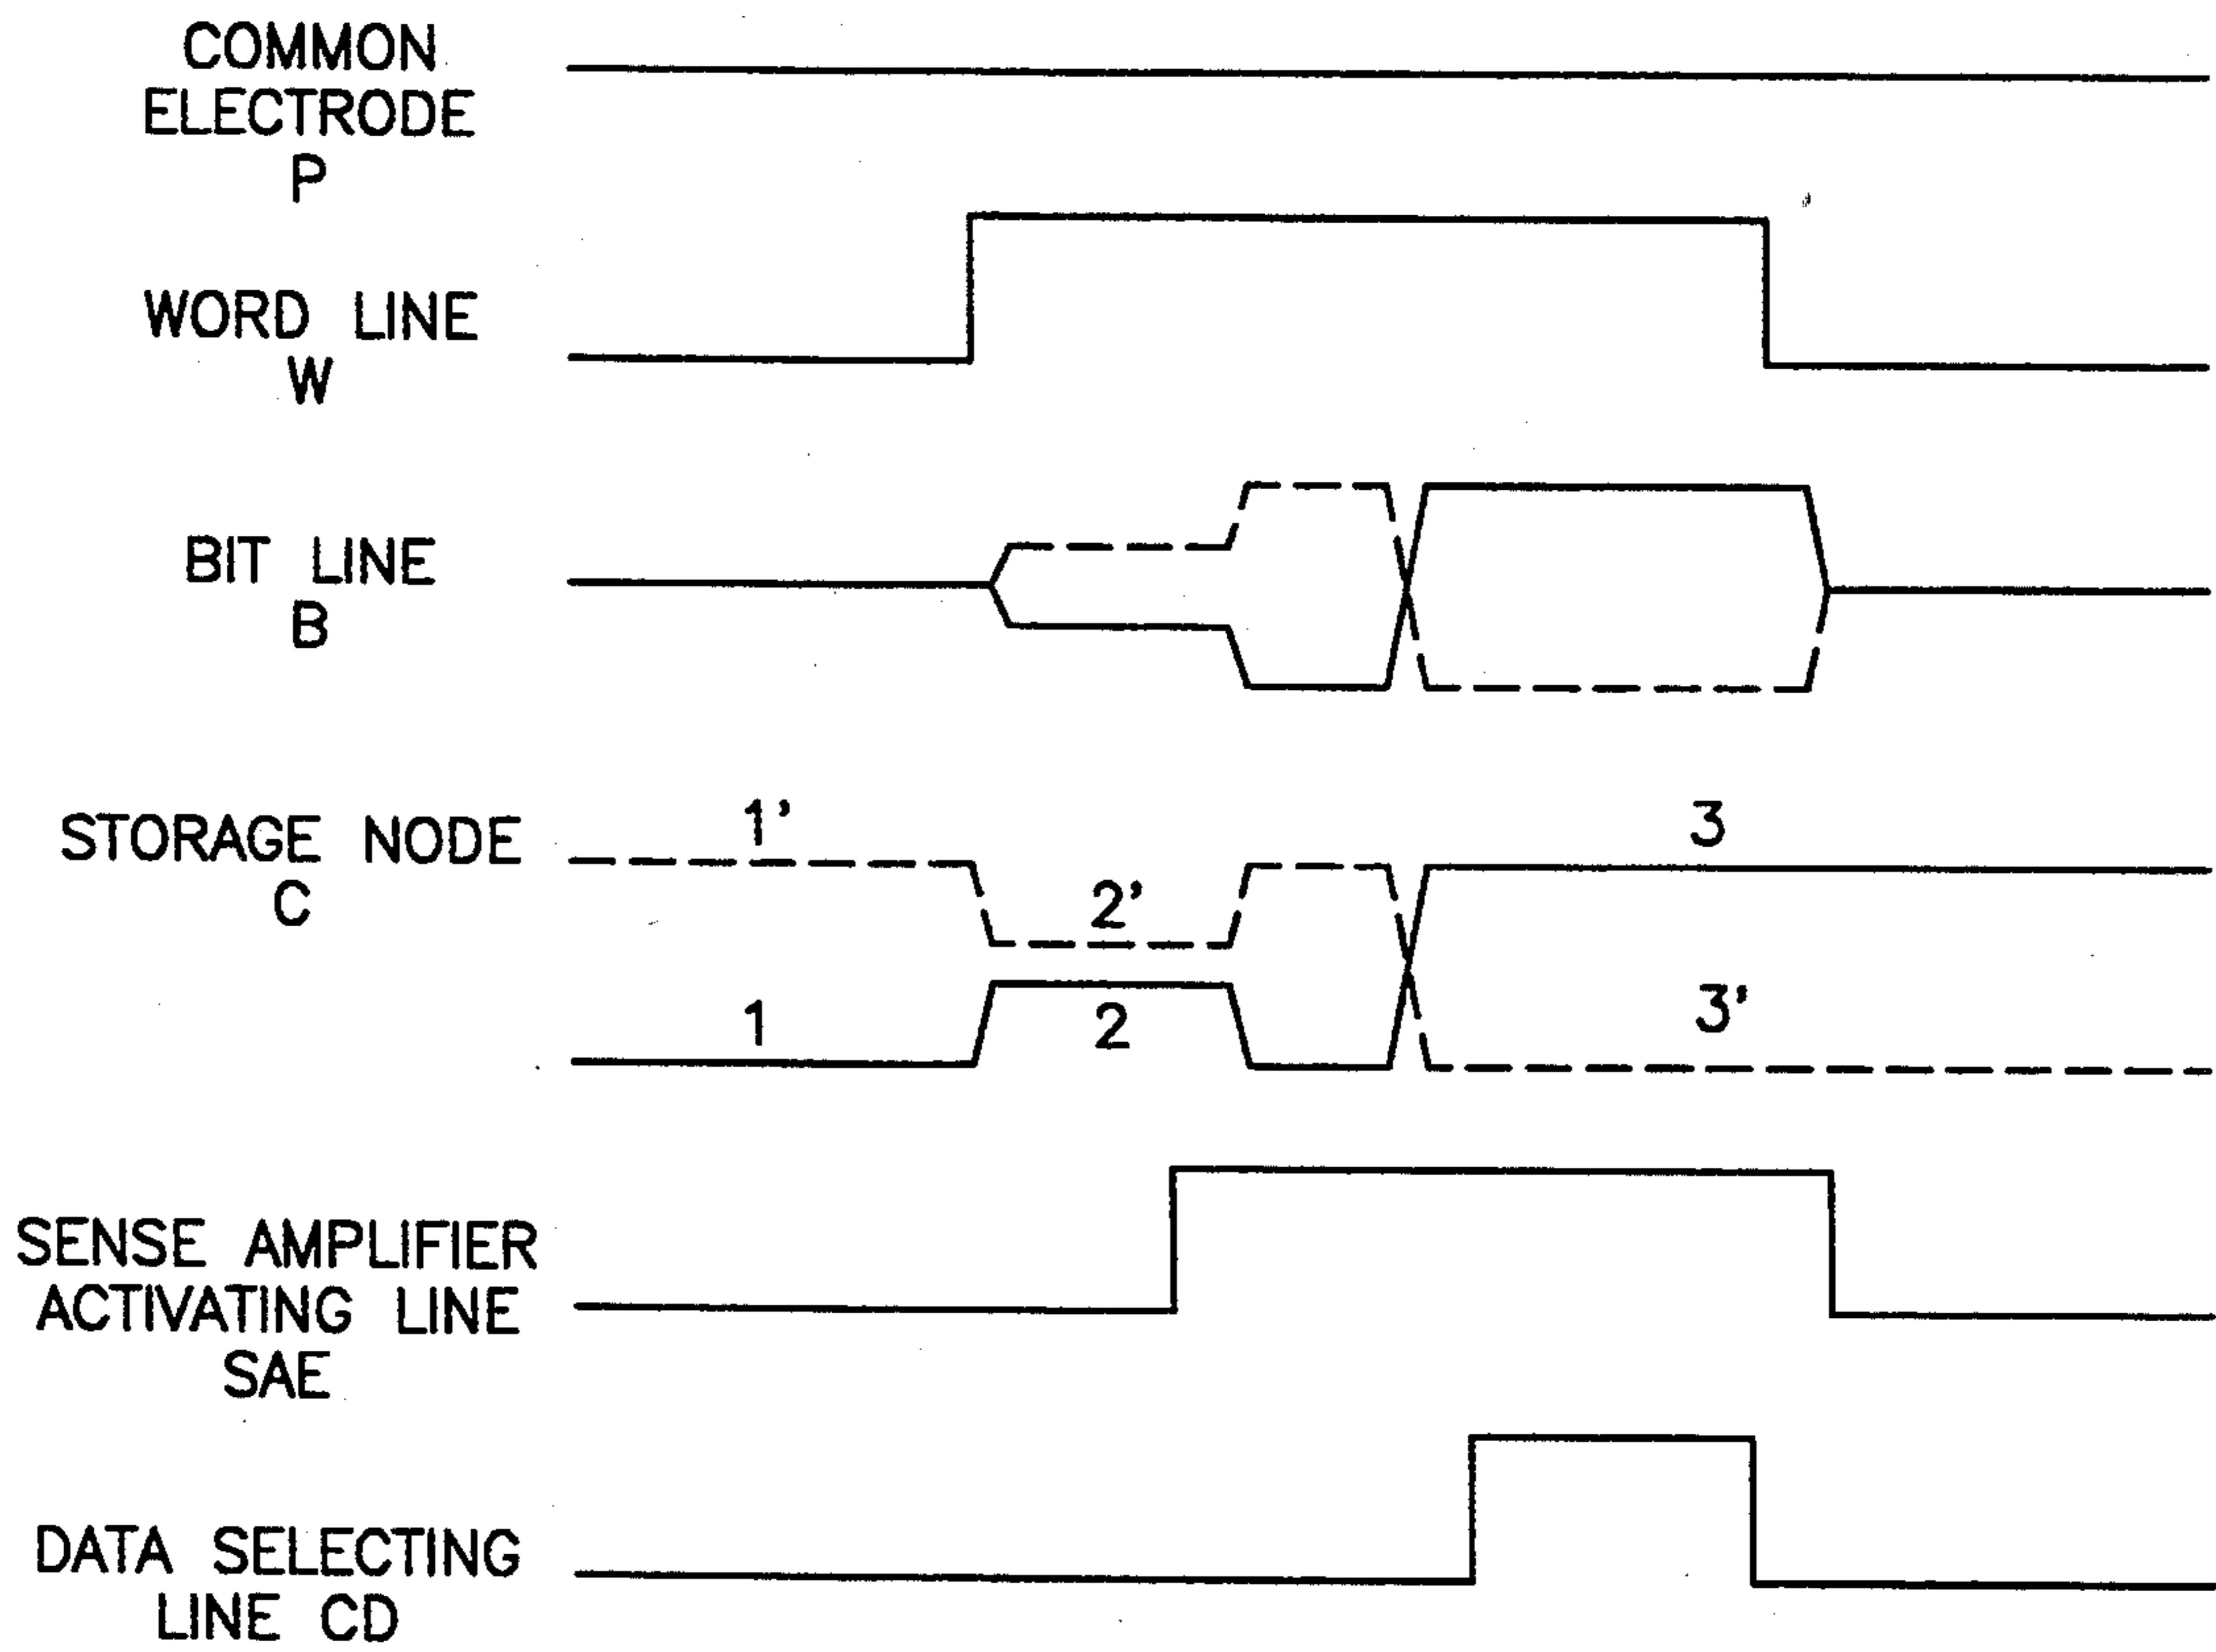 COMMON
ELECTRODE
P
WORD LINE
W
BIT LINE
B
STORAGE NODE
C
1'
2'
3
1
2
3'
SENSE AMPLIFIER
ACTIVATING LINE
SAE
DATA SELECTING
LINE CD